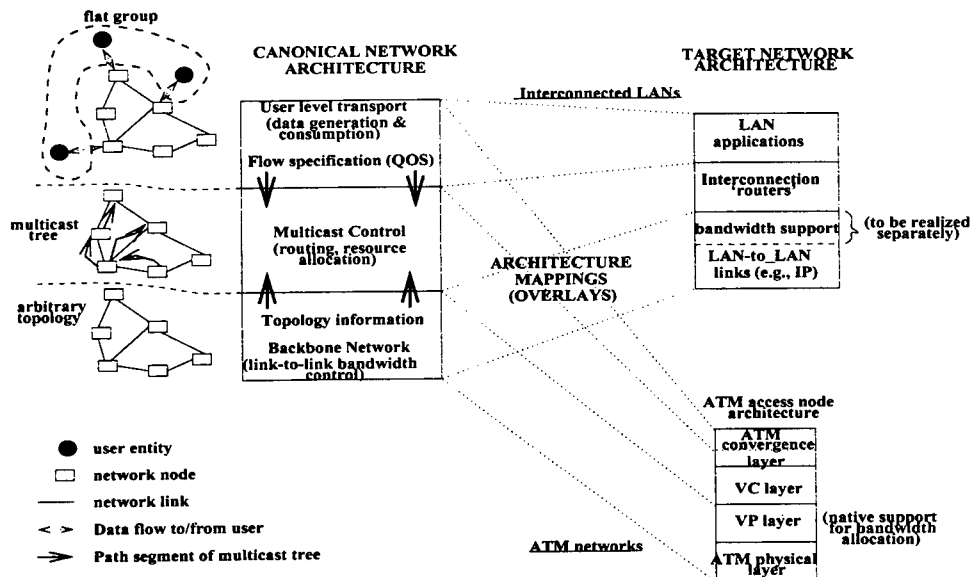 flat group
CANONICAL NETWORK
ARCHITECTURE
TARGET NETWORK
ARCHITECTURE
User level transport
(data generation &
consumption)
Flow specification (QOS)
Interconnected LANs
LAN
applications
Interconnection
'routers'
bandwidth support
(to be realized
separately)
LAN-to_LAN
links (e.g., IP)
multicast
tree
Multicast Control
(routing, resource
allocation)
ARCHITECTURE
MAPPINGS
(OVERLAYS)
arbitrary
topology
Topology information
Backbone Network
(link-to-link bandwidth
control)
ATM access node
architecture
ATM
convergence
layer
VC layer
VP layer
(native support
for bandwidth
allocation)
ATM physical
layer
ATM networks
user entity
network node
network link
Data flow to/from user
Path segment of multicast tree